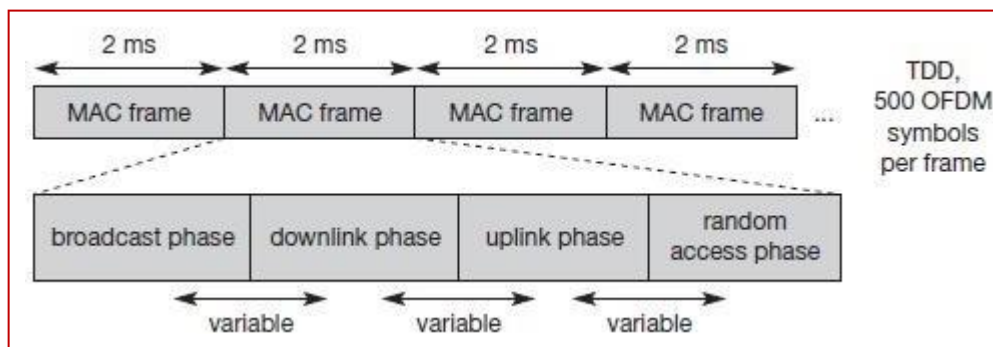 2 ms 2 ms 2 ms 2 ms
MAC frame MAC frame MAC frame MAC frame ...
TDD,
500 OFDM
symbols
per frame
broadcast phase downlink phase uplink phase random
access phase
variable variable variable